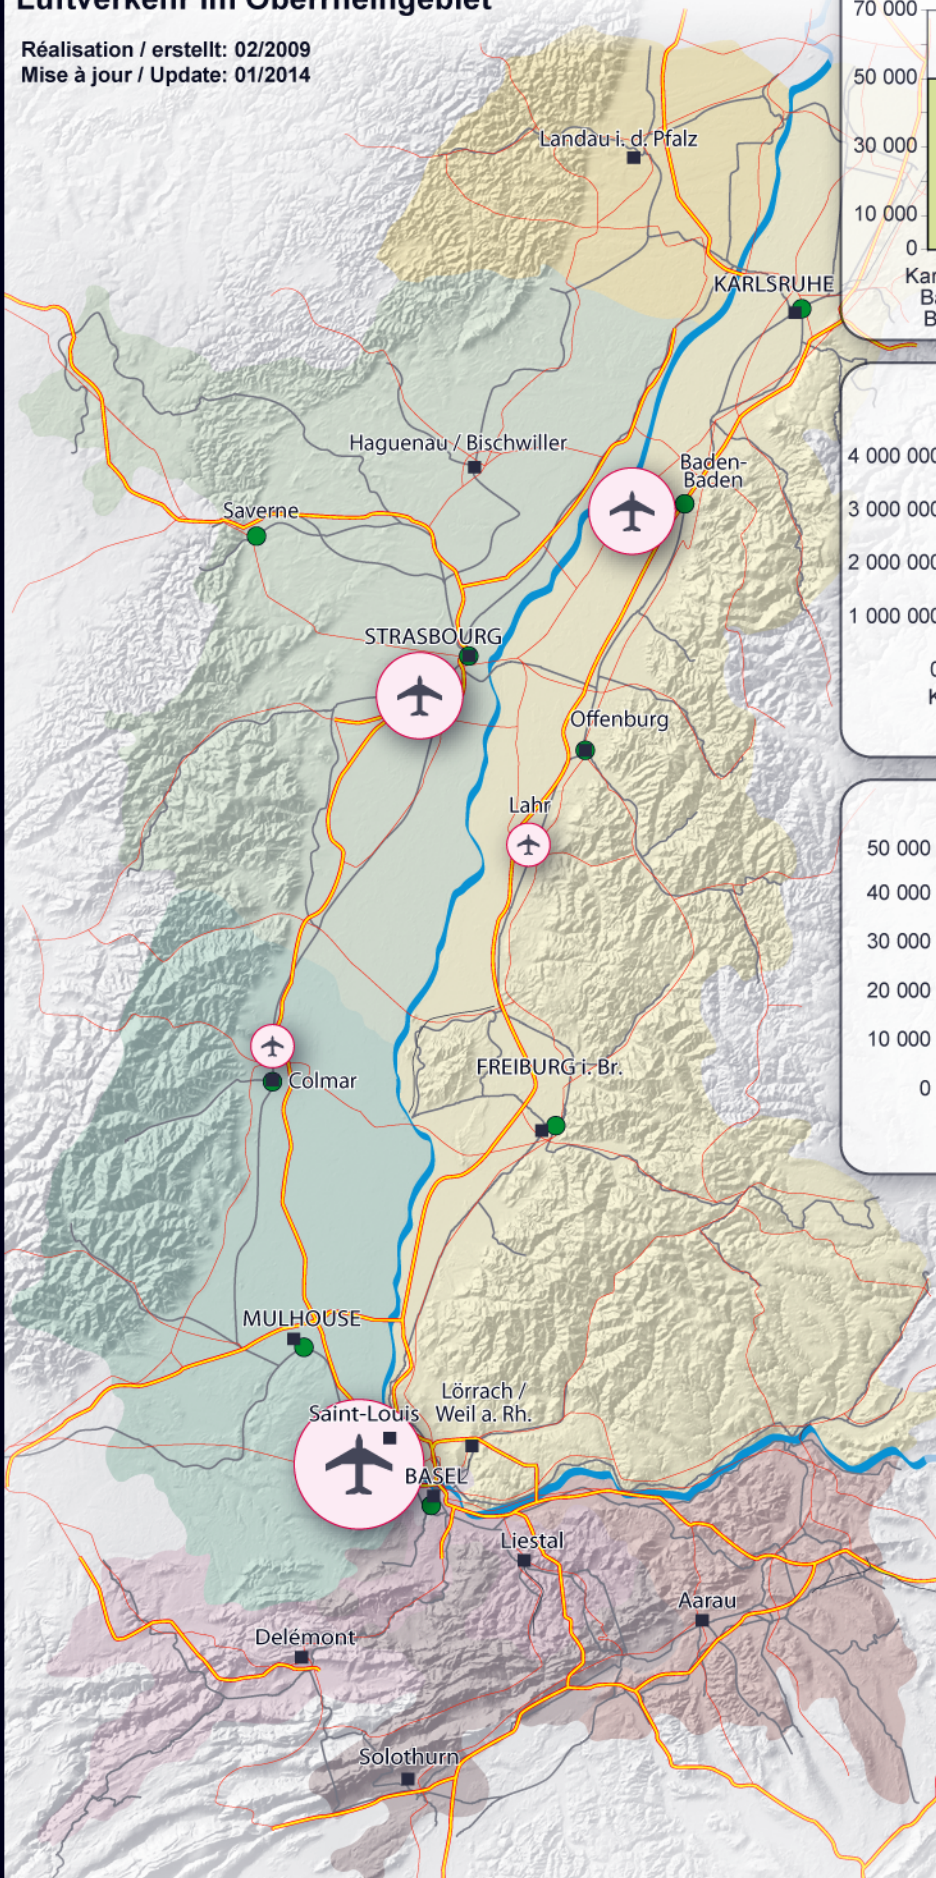 Luftverkehr im Oberrheingebiet
Réalisation / erstellt: 02/2009
Mise à jour / Update: 01/2014
70 000
50 000
30 000
10 000
0
Landau i. d. Pfalz
KARLSRUHE
Haguenau / Bischwiller
Baden-
Baden
Saverne
4 000 000
3 000 000
2 000 000
1 000 000
STRASBOURG
Offenburg
Lahr
50 000
40 000
30 000
20 000
10 000
0
Colmar
FREIBURG i. Br.
MULHOUSE
Saint-Louis
Lörrach /
Weil a. Rh.
BASEL
Liestal
Aarau
Delémont
Solothurn